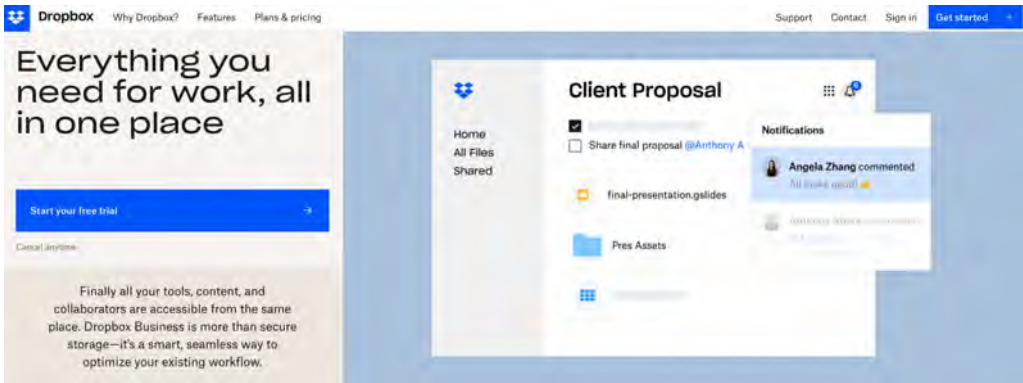 Dropbox Why Dropbox? Features Plans & pricing Support Contact Sign in Get started →
Everything you
need for work, all
in one place
Start your free trial →
Cancel anytime
Finally all your tools, content, and
collaborators are accessible from the same
place. Dropbox Business is more than secure
storage—it's a smart, seamless way to
optimize your existing workflow.
Home
All Files
Shared
Client Proposal
Share final proposal @Anthony A
final-presentation.gslides
Pres Assets
Notifications
Angela Zhang commented
All looks good!